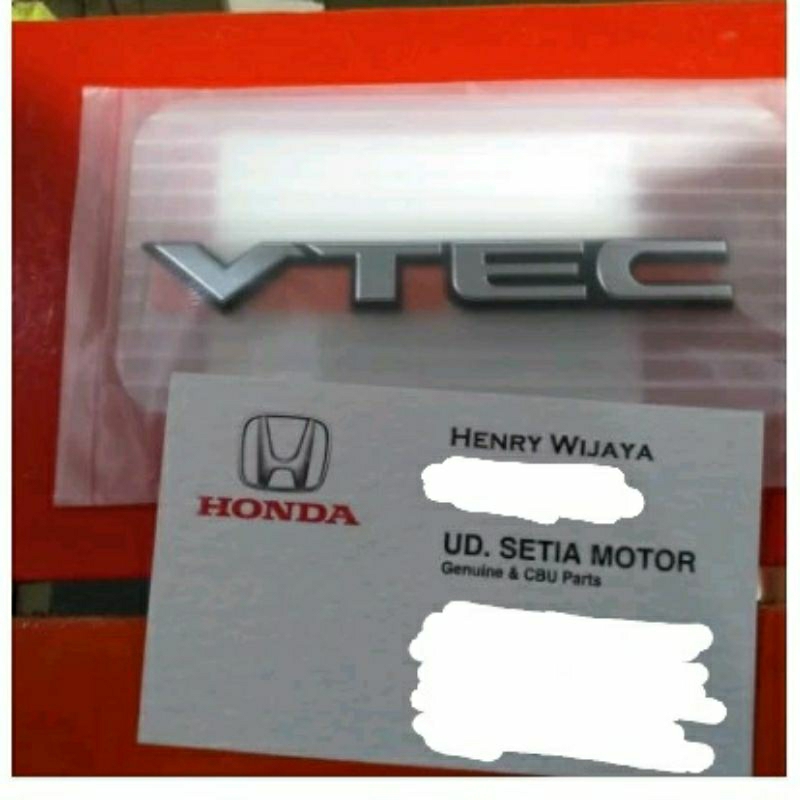 VTEC
HONDA
HENRY WIJAYA
UD. SETIA MOTOR
Genuine & CBU Parts